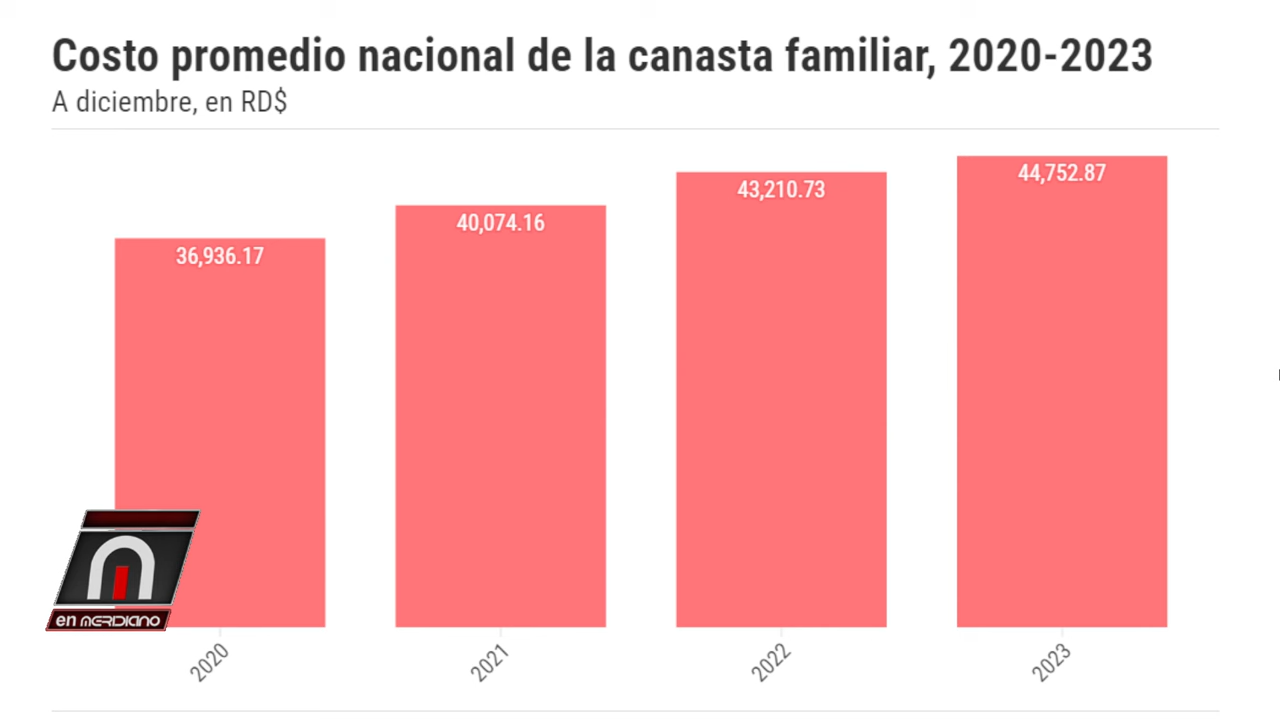 Costo promedio nacional de la canasta familiar, 2020-2023
A diciembre, en RD$
36,936.17
40,074.16
43,210.73
44,752.87
en MERIDIANO
2020
2021
2022
2023